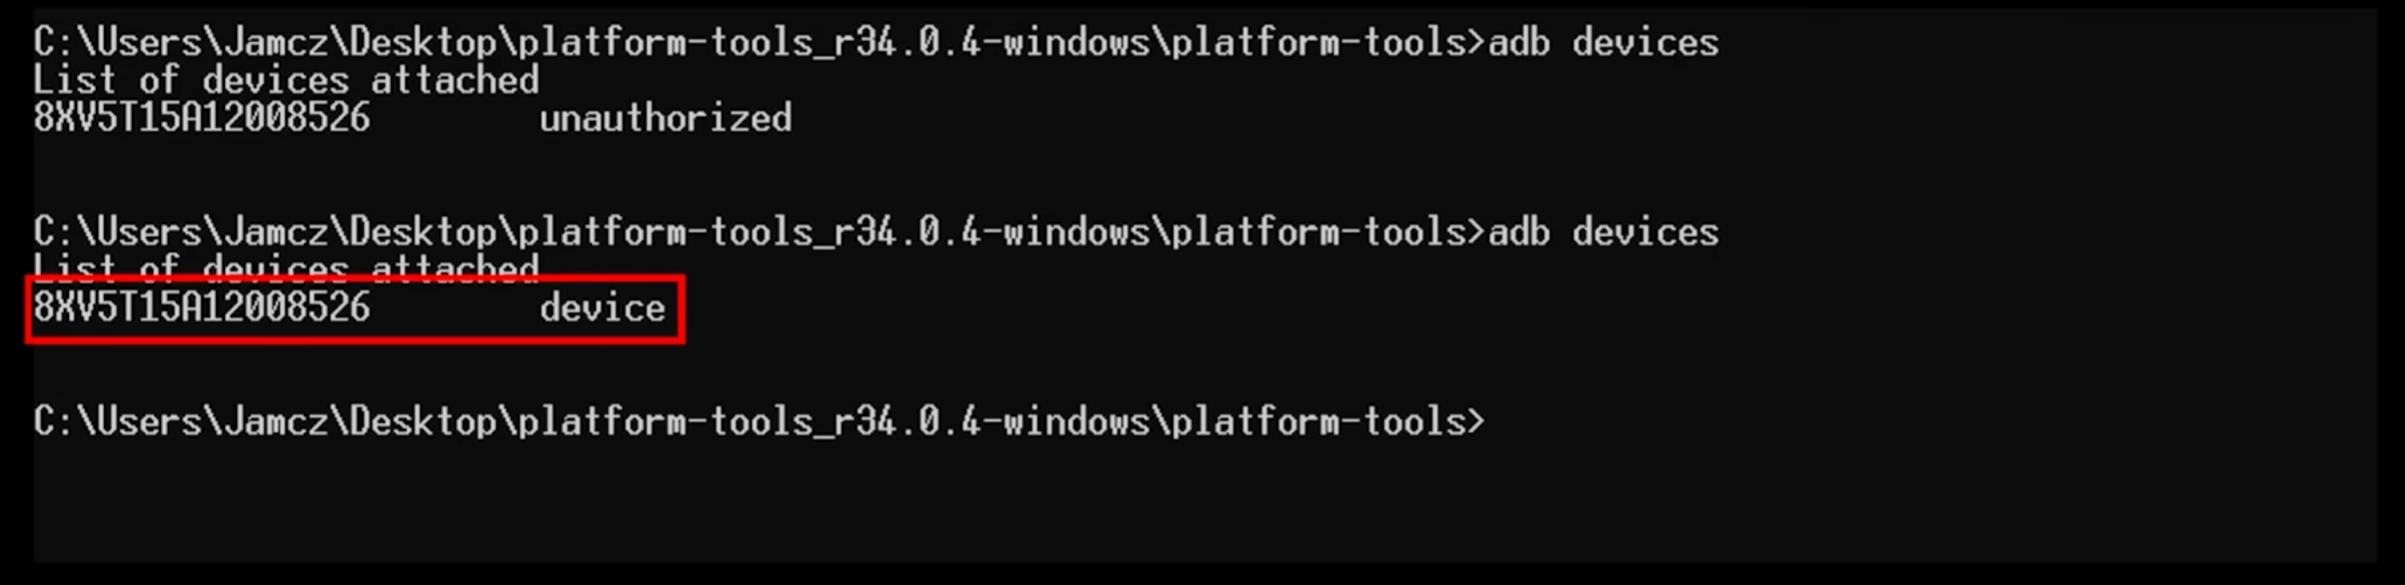 C:\Users\Jamcz\Desktop\platform-tools_r34.0.4-windows\platform-tools>adb devices
List of devices attached
8XV5T15A12008526        unauthorized
C:\Users\Jamcz\Desktop\platform-tools_r34.0.4-windows\platform-tools>adb devices
List of devices attached
8XV5T15A12008526        device
C:\Users\Jamcz\Desktop\platform-tools_r34.0.4-windows\platform-tools>